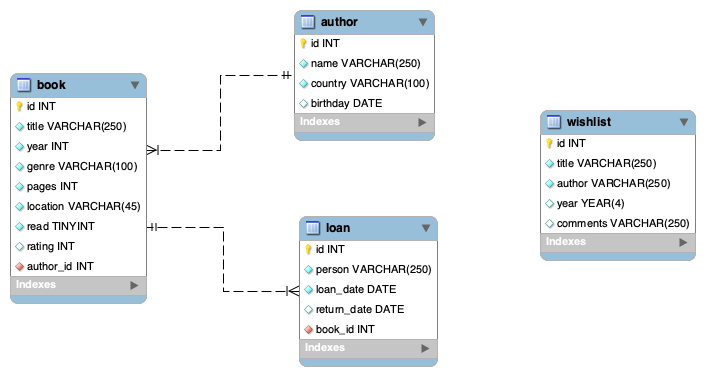 author
id INT
name VARCHAR(250)
country VARCHAR(100)
birthday DATE
Indexes
book
id INT
title VARCHAR(250)
year INT
genre VARCHAR(100)
pages INT
location VARCHAR(45)
read TINYINT
rating INT
author_id INT
Indexes
wishlist
id INT
title VARCHAR(250)
author VARCHAR(250)
year YEAR(4)
comments VARCHAR(250)
Indexes
loan
id INT
person VARCHAR(250)
loan_date DATE
return_date DATE
book_id INT
Indexes